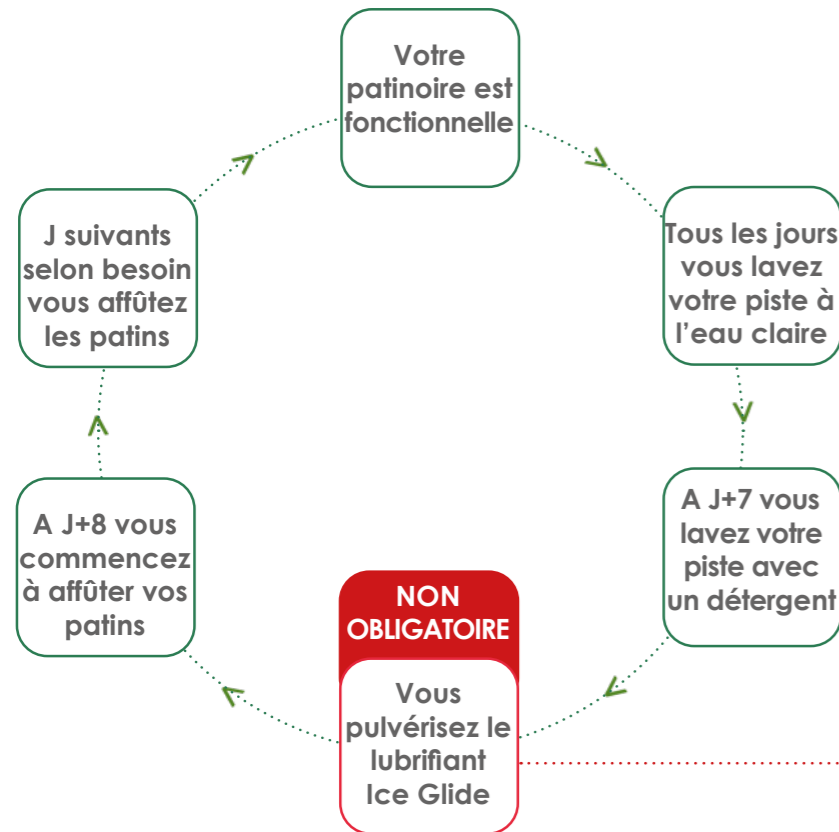 Votre
patinoire est
fonctionnelle
Tous les jours
vous lavez
votre piste à
l’eau claire
A J+7 vous
lavez votre
piste avec
un détergent
NON
OBLIGATOIRE
Vous
pulvérisez le
lubrifiant
Ice Glide
A J+8 vous
commencez
à affûter vos
patins
J suivants
selon besoin
vous affûtez
les patins